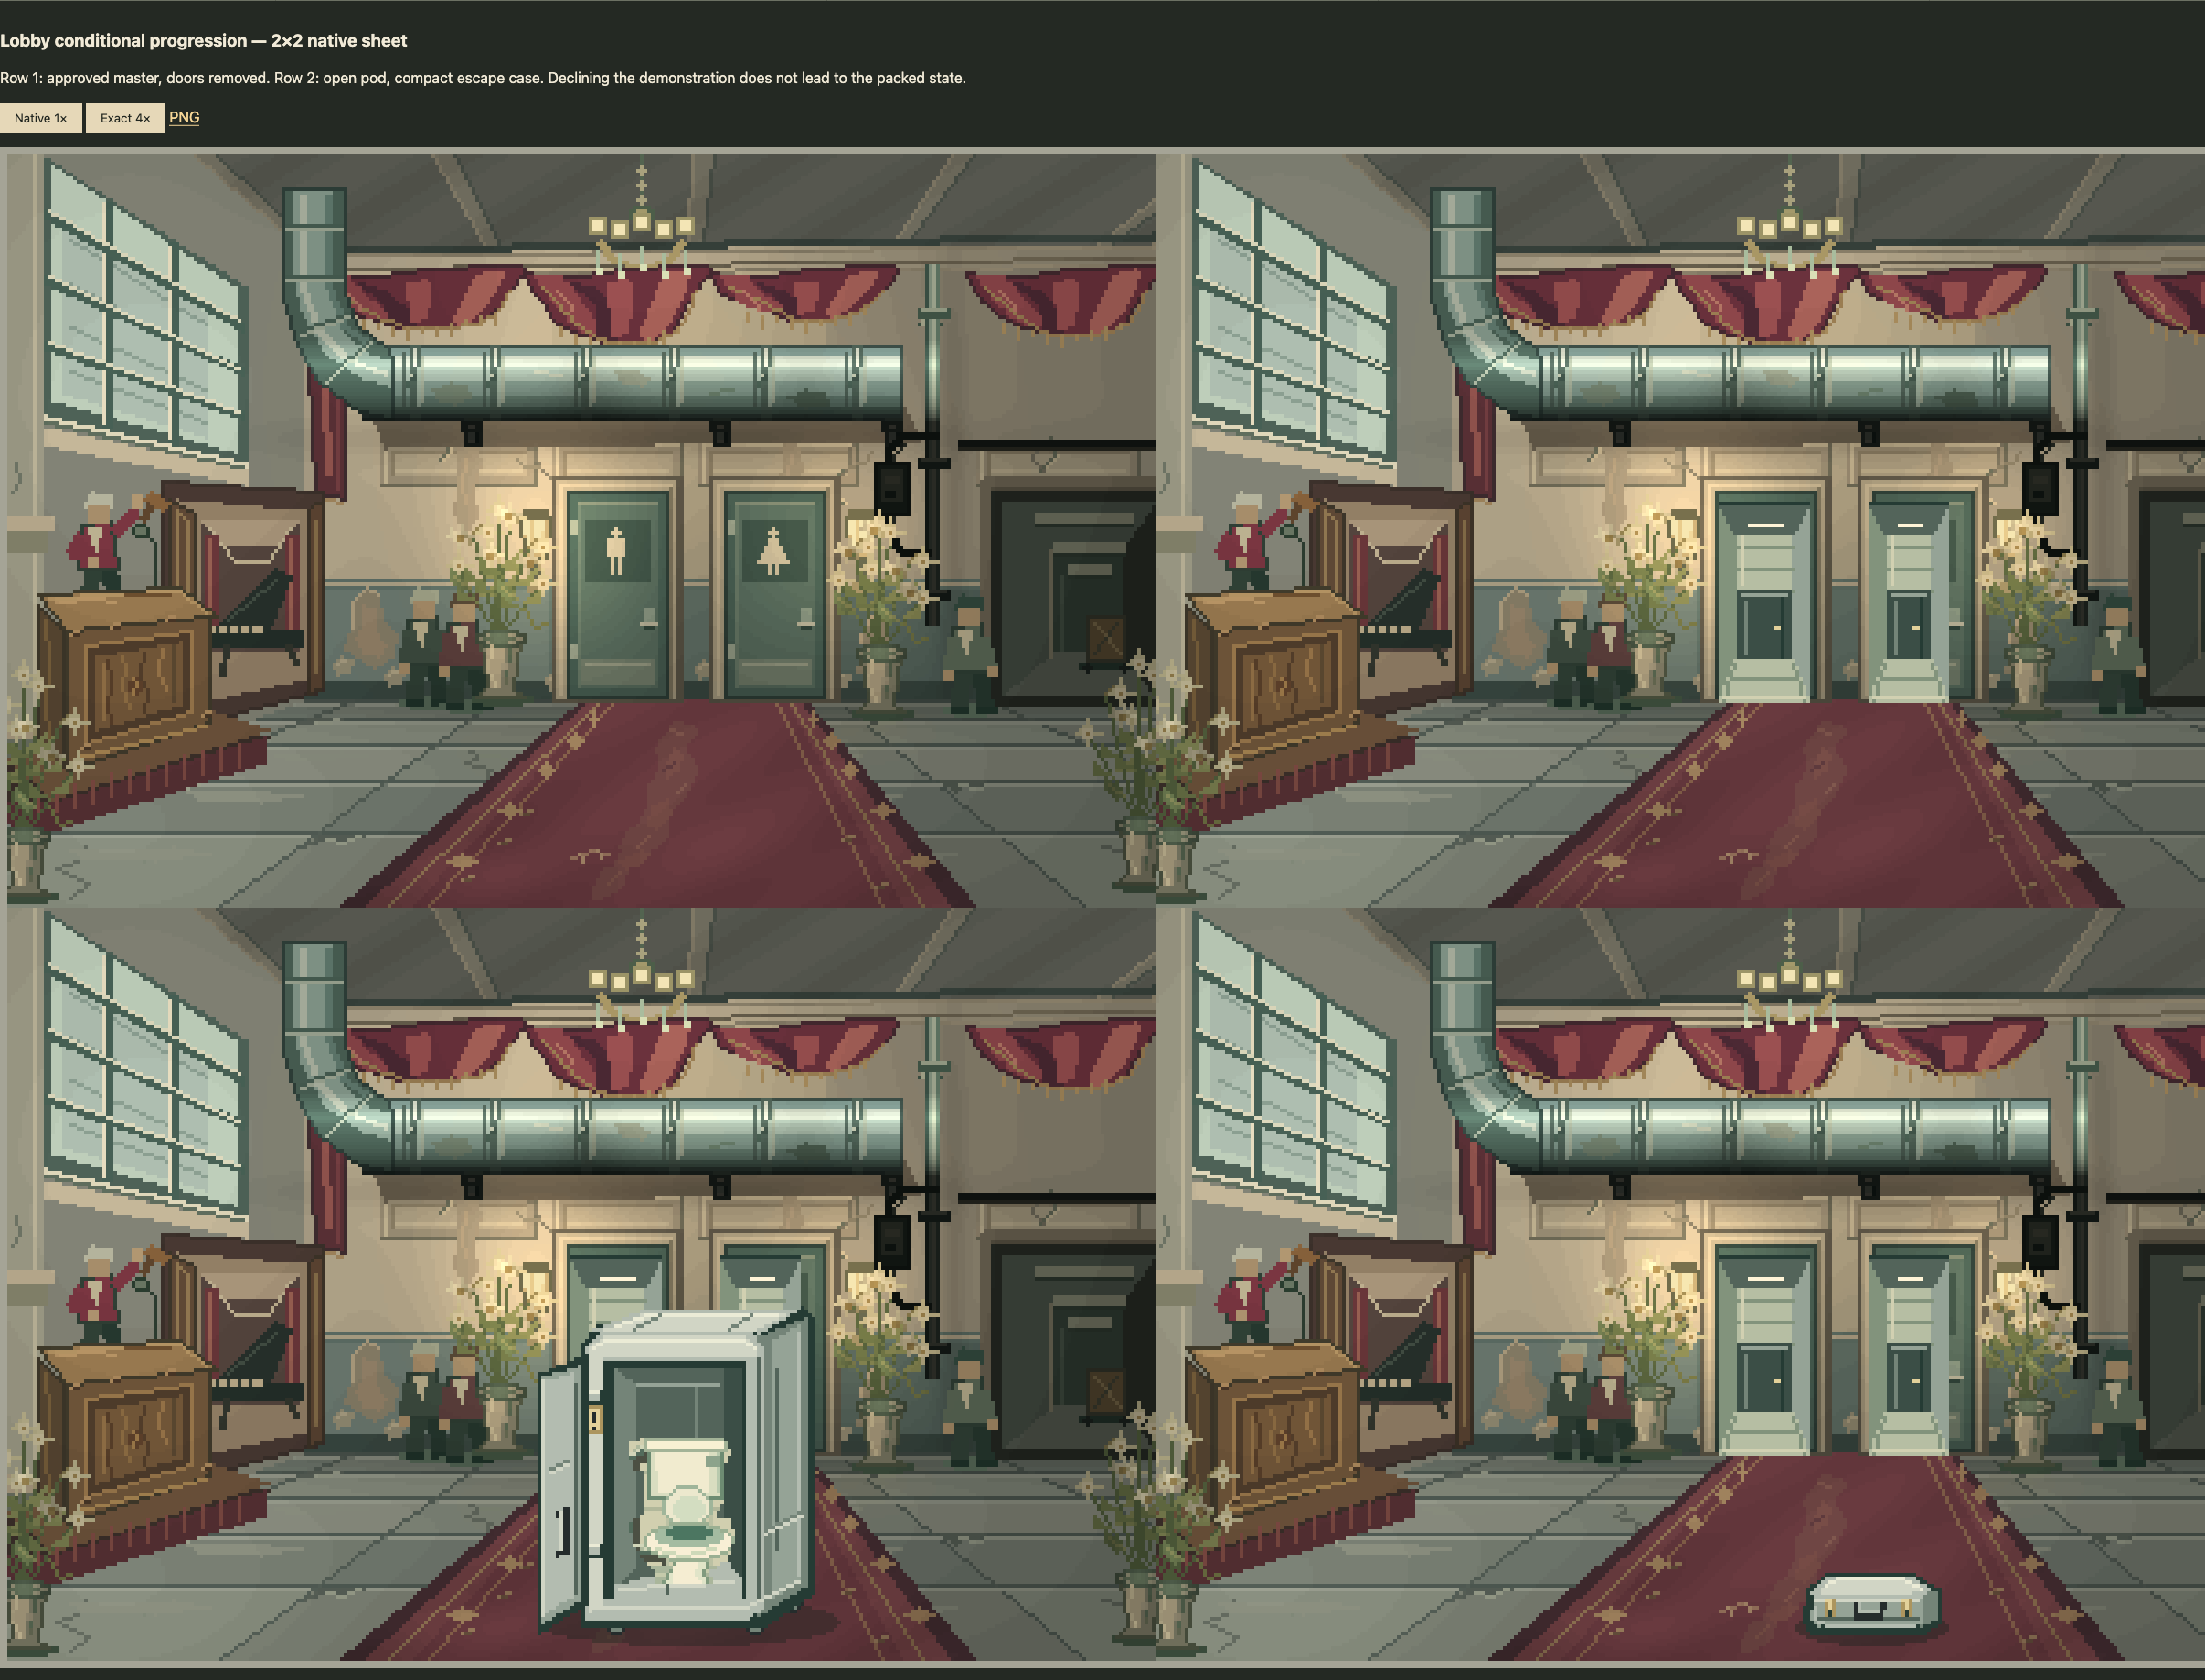 Lobby conditional progression — 2×2 native sheet
Row 1: approved master, doors removed. Row 2: open pod, compact escape case. Declining the demonstration does not lead to the packed state.
Native 1× Exact 4× PNG